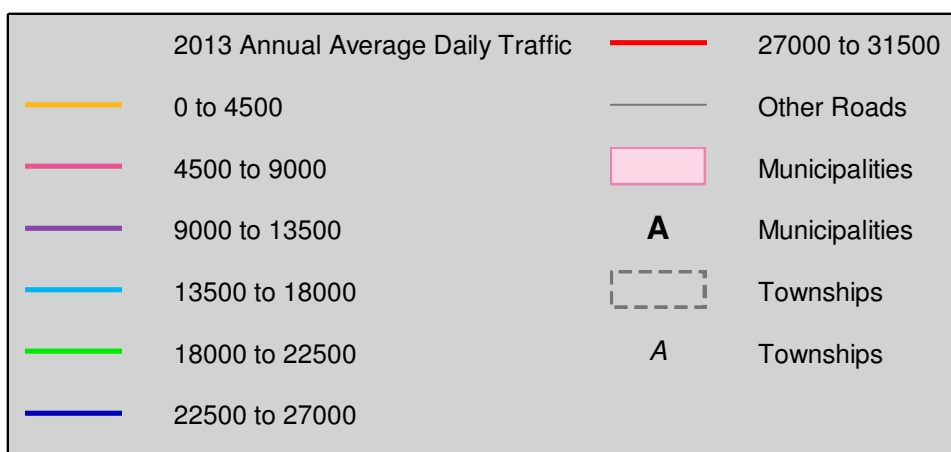 2013 Annual Average Daily Traffic
0 to 4500
4500 to 9000
9000 to 13500
13500 to 18000
18000 to 22500
22500 to 27000
27000 to 31500
Other Roads
Municipalities
A Municipalities
Townships
A Townships